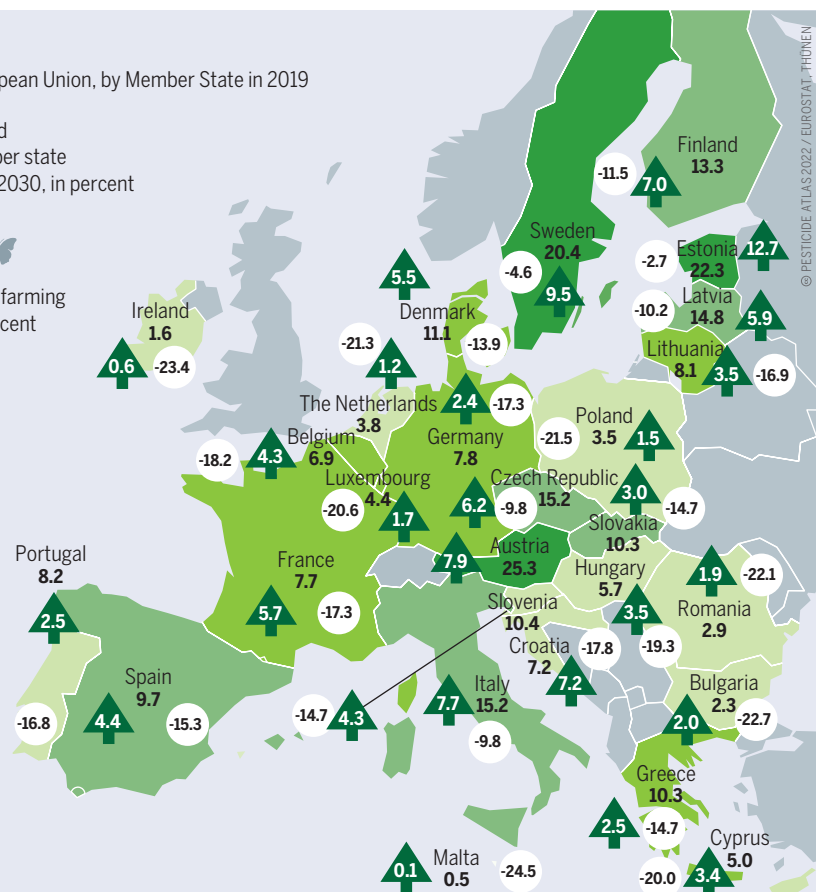 pean Union, by Member State in 2019
d
er state
2030, in percent
farming
cent
© PESTICIDE ATLAS 2022 / EUROSTAT, THÜNEN
Finland
13.3
-11.5
7.0
Sweden
20.4
-4.6
9.5
Estonia
22.3
-2.7
12.7
Latvia
14.8
-10.2
5.9
Lithuania
8.1
3.5
-16.9
5.5
Denmark
11.1
-13.9
Ireland
1.6
0.6
-23.4
-21.3
1.2
The Netherlands
3.8
2.4
-17.3
Germany
7.8
Poland
3.5
-21.5
1.5
-18.2
4.3
Belgium
6.9
Luxembourg
4.4
-20.6
1.7
Czech Republic
15.2
6.2
-9.8
3.0
-14.7
Slovakia
10.3
7.9
Austria
25.3
Hungary
5.7
3.5
-19.3
1.9
-22.1
Romania
2.9
Portugal
8.2
2.5
-16.8
France
7.7
5.7
-17.3
Slovenia
10.4
-14.7
4.3
Croatia
7.2
-17.8
7.2
Spain
9.7
4.4
-15.3
Italy
15.2
7.7
-9.8
Bulgaria
2.3
2.0
-22.7
Greece
10.3
2.5
-14.7
Malta
0.5
0.1
-24.5
Cyprus
5.0
-20.0
3.4